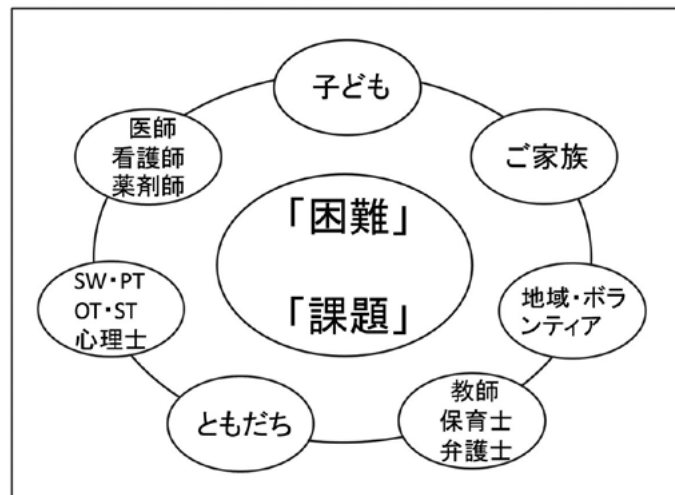 子ども
医師
看護師
薬剤師
ご家族
「困難」
「課題」
SW・PT
OT・ST
心理士
地域・ボラ
ンティア
ともだち
教師
保育士
弁護士